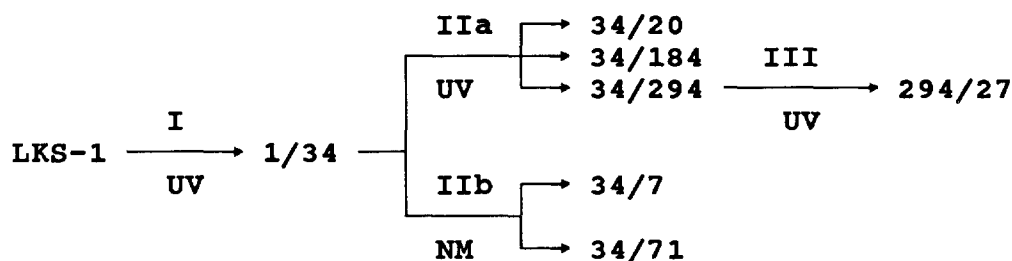 IIa 34/20
34/184 III
UV 34/294 294/27
I UV
LKS-1 1/34
UV IIb 34/7
NM 34/71